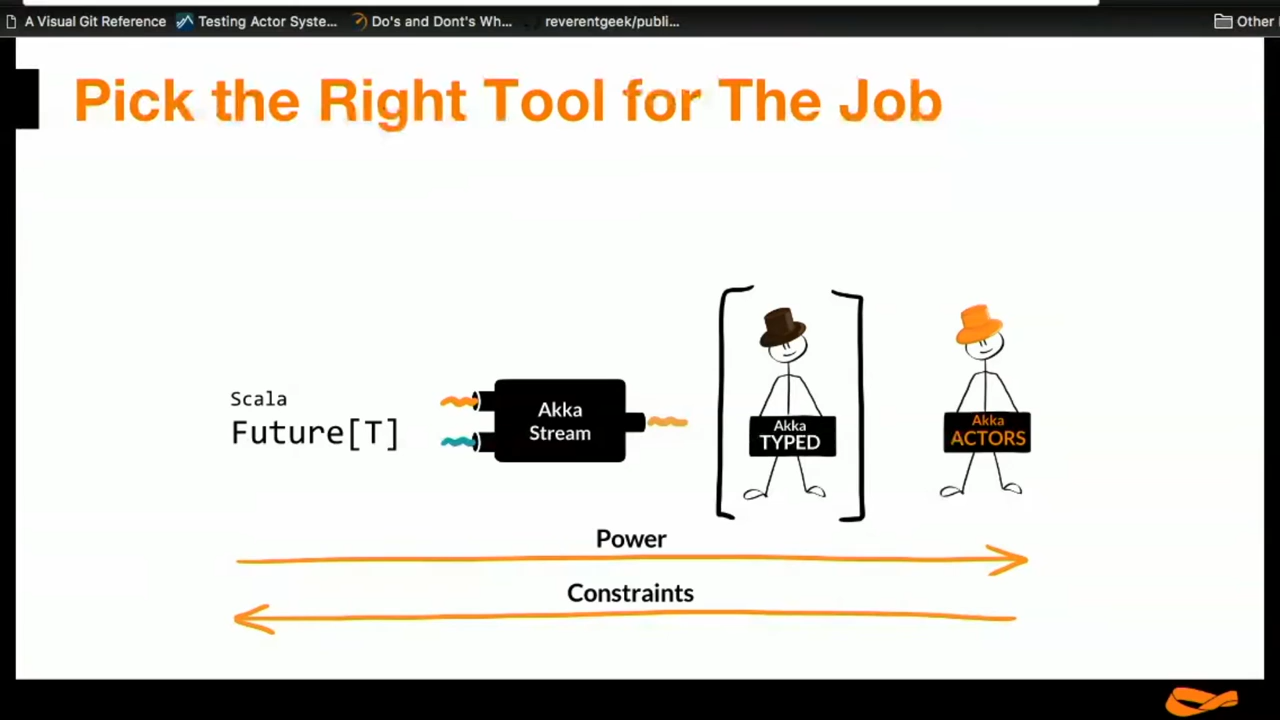 A Visual Git Reference
Testing Actor Syste...
Do's and Dont's Wh...
reverentgeek/publi...
Other
Pick the Right Tool for The Job
Scala
Future[T]
Akka
Stream
Akka
TYPED
Akka
ACTORS
Power
Constraints